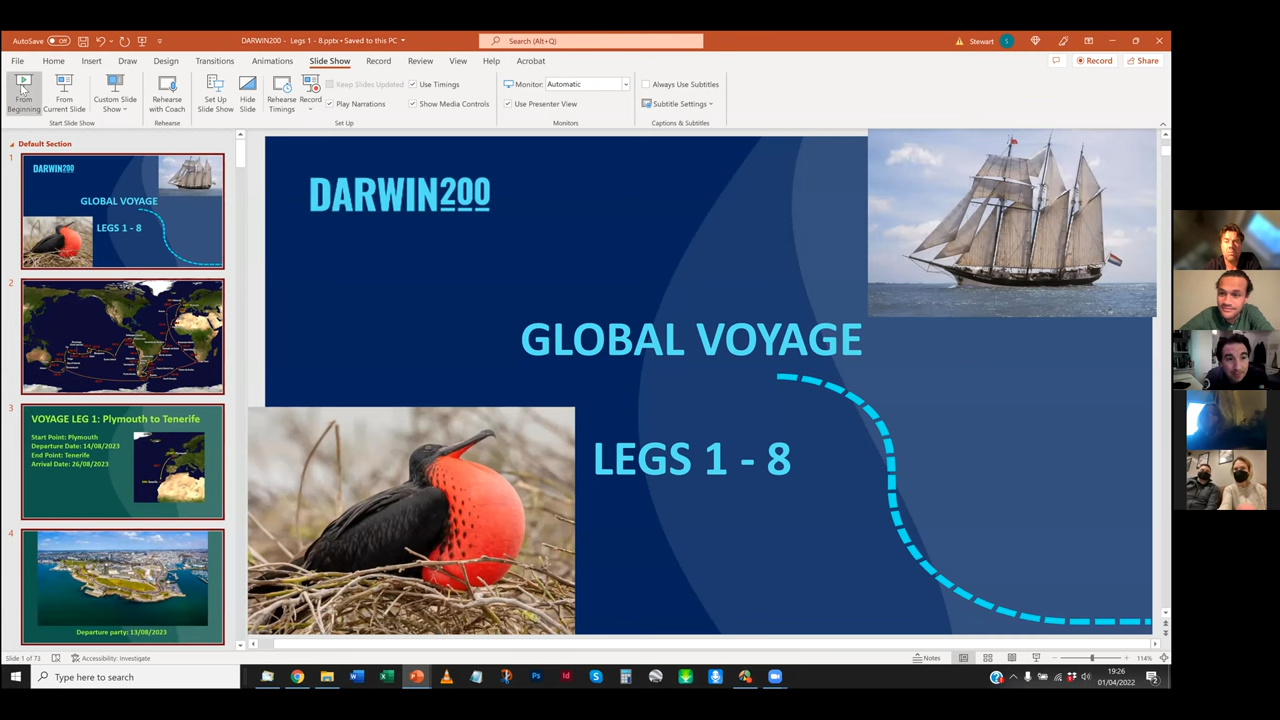 AutoSave Off
DARWIN200 - Legs 1 - 8.pptx • Saved to this PC
Search (Alt+Q)
Stewart S
File Home Insert Draw Design Transitions Animations Slide Show Record Review View Help Acrobat
Record Share
From Beginning
From Current Slide
Custom Slide Show
Rehearse with Coach
Set Up Slide Show
Hide Slide
Rehearse Timings
Record
Keep Slides Updated
Use Timings
Play Narrations
Show Media Controls
Monitor: Automatic
Use Presenter View
Always Use Subtitles
Subtitle Settings
Start Slide Show Rehearse Set Up Monitors Captions & Subtitles
Default Section
1
DARWIN200
GLOBAL VOYAGE
LEGS 1 - 8
2
3
VOYAGE LEG 1: Plymouth to Tenerife
Start Point: Plymouth
Departure Date: 14/08/2023
End Point: Tenerife
Arrival Date: 26/08/2023
4
Departure party: 13/08/2023
DARWIN200
GLOBAL VOYAGE
LEGS 1 - 8
Slide 1 of 73
Accessibility: Investigate
Notes
114%
Type here to search
19:26
01/04/2022